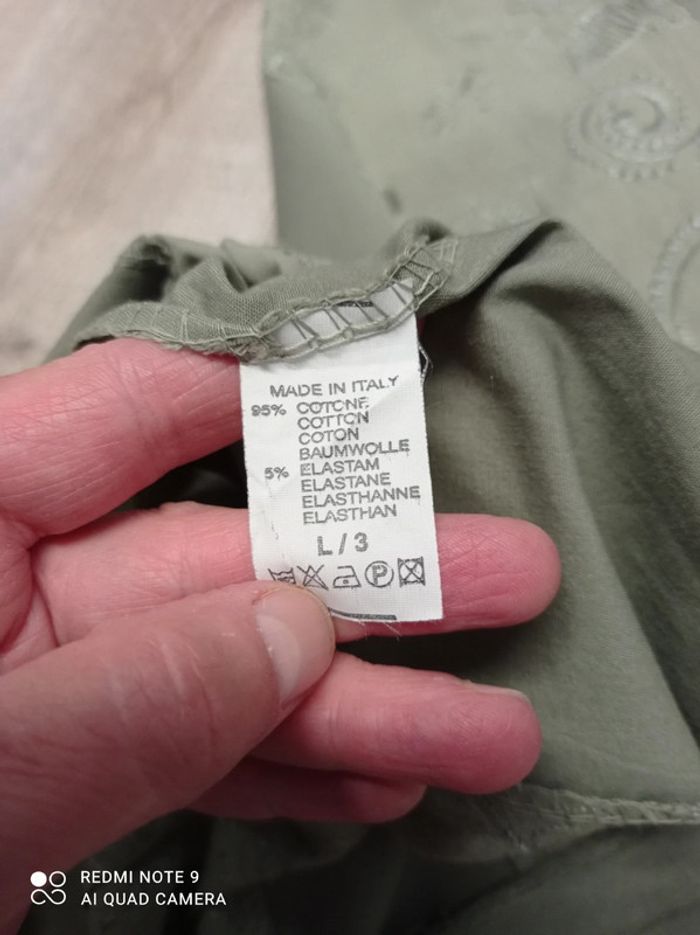 MADE IN ITALY
95% COTONE
COTTON
COTON
BAUMWOLLE
5% ELASTAM
ELASTANE
ELASTHANNE
ELASTHAN
L / 3
P
REDMI NOTE 9
AI QUAD CAMERA